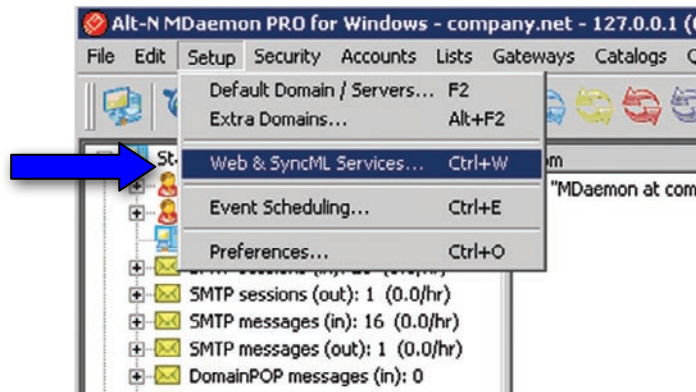 Alt-N MDaemon PRO for Windows - company.net - 127.0.0.1 (
File Edit Setup Security Accounts Lists Gateways Catalogs
Default Domain / Servers... F2
Extra Domains... Alt+F2
St
Web & SyncML Services... Ctrl+W
om
"MDaemon at com
Event Scheduling... Ctrl+E
Preferences... Ctrl+O
SMTP sessions (out): 1 (0.0/hr)
SMTP messages (in): 16 (0.0/hr)
SMTP messages (out): 1 (0.0/hr)
DomainPOP messages (in): 0